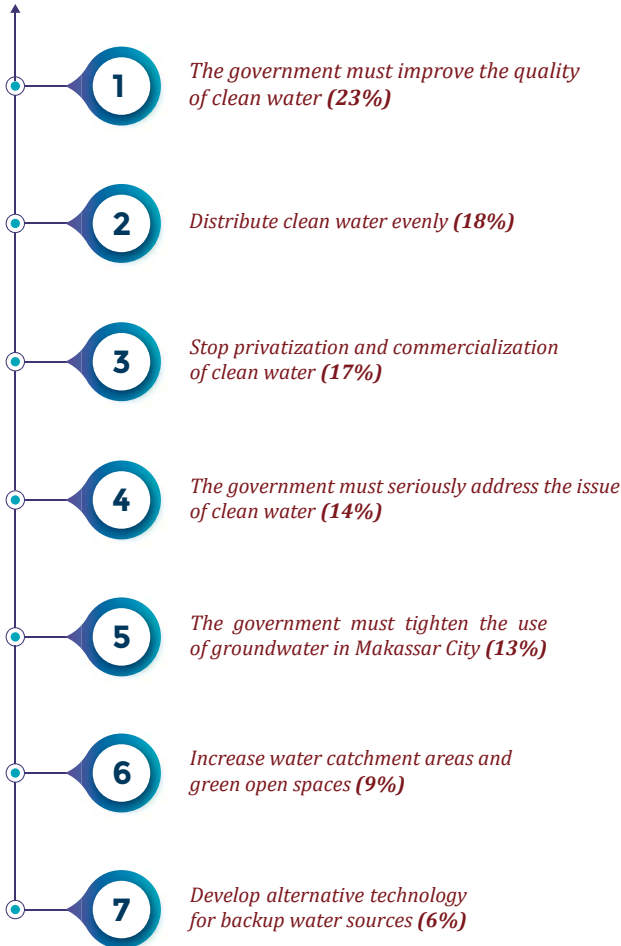 1
The government must improve the quality
of clean water (23%)
2
Distribute clean water evenly (18%)
3
Stop privatization and commercialization
of clean water (17%)
4
The government must seriously address the issue
of clean water (14%)
5
The government must tighten the use
of groundwater in Makassar City (13%)
6
Increase water catchment areas and
green open spaces (9%)
7
Develop alternative technology
for backup water sources (6%)